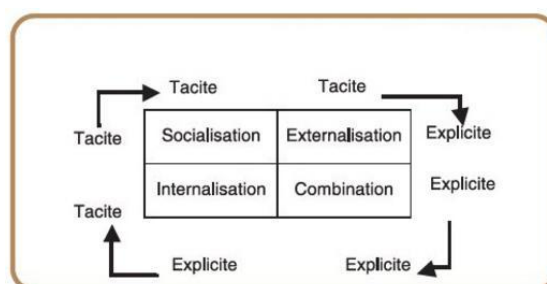 Tacite Tacite
Tacite Socialisation Externalisation Explicite
Tacite Internalisation Combination Explicite
Explicite Explicite